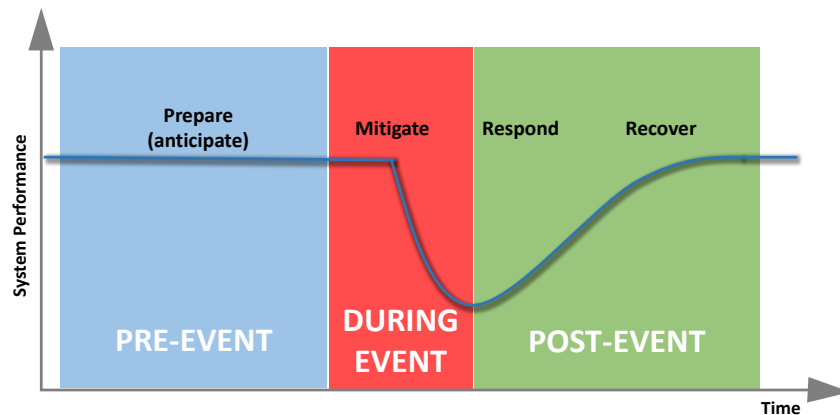 Prepare
(anticipate)
Mitigate
Respond
Recover
System Performance
PRE-EVENT
DURING
EVENT
POST-EVENT
Time